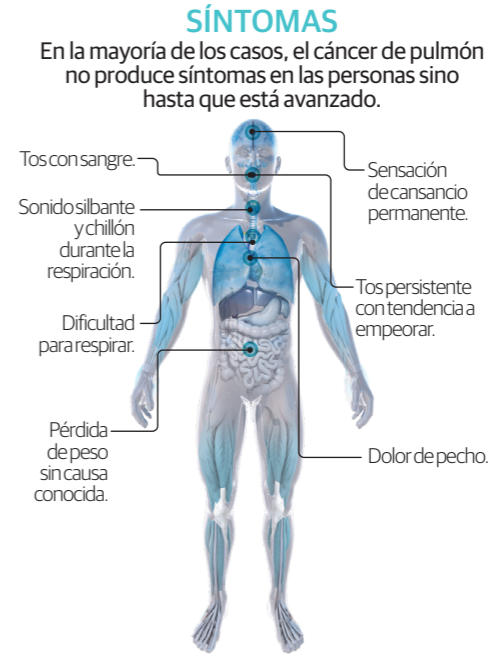 SÍNTOMAS
En la mayoría de los casos, el cáncer de pulmón
no produce síntomas en las personas sino
hasta que está avanzado.
Tos con sangre.
Sonido silbante
y chillón
durante la
respiración.
Dificultad
para respirar.
Pérdida
de peso
sin causa
conocida.
Sensación
de cansancio
permanente.
Tos persistente
con tendencia a
empeorar.
Dolor de pecho.